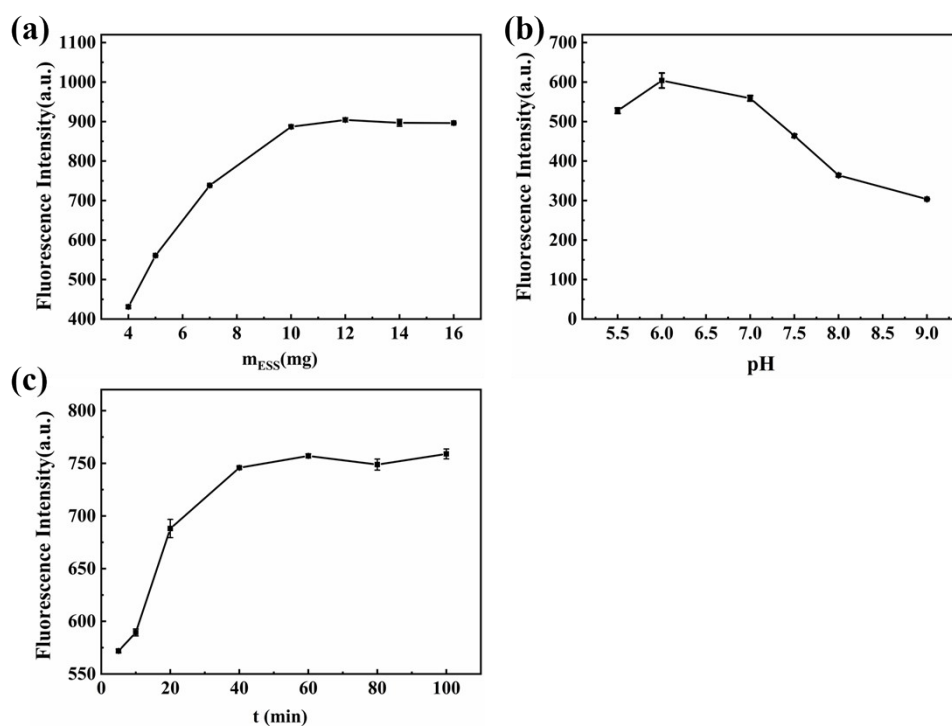 (a)
1100
1000
900
800
700
600
500
400
Fluorescence Intensity(a.u.)
4 6 8 10 12 14 16
mESS(mg)
(b)
700
600
500
400
300
200
100
0
Fluorescence Intensity(a.u.)
5.5 6.0 6.5 7.0 7.5 8.0 8.5 9.0
pH
(c)
800
750
700
650
600
550
Fluorescence Intensity(a.u.)
0 20 40 60 80 100
t (min)